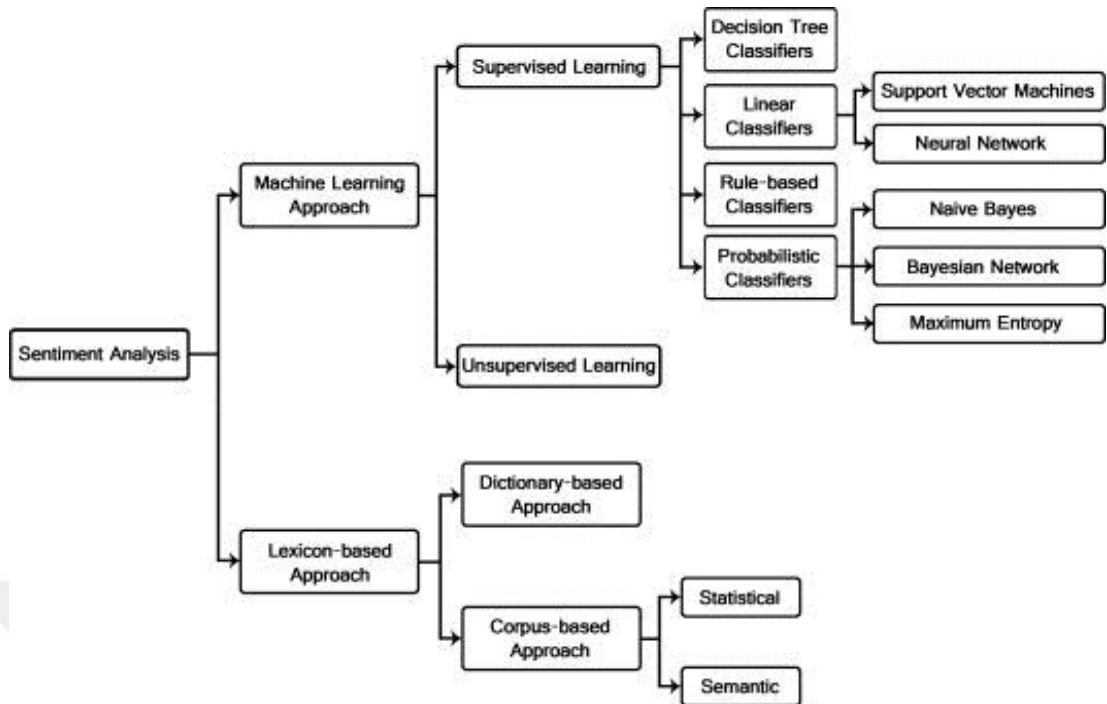 Decision Tree
Classifiers
Supervised Learning
Support Vector Machines
Linear
Classifiers
Neural Network
Machine Learning
Approach
Rule-based
Classifiers
Naive Bayes
Probabilistic
Classifiers
Bayesian Network
Maximum Entropy
Sentiment Analysis
Unsupervised Learning
Dictionary-based
Approach
Lexicon-based
Approach
Statistical
Corpus-based
Approach
Semantic